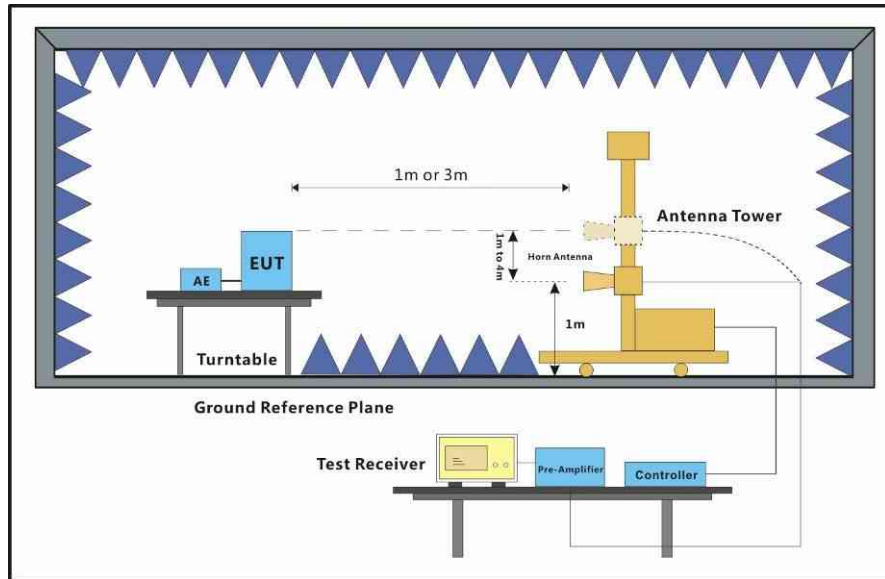 1m or 3m
Antenna Tower
1m to 4m
Horn Antenna
EUT
AE
1m
Turntable
Ground Reference Plane
Test Receiver
Pre-Amplifier
Controller